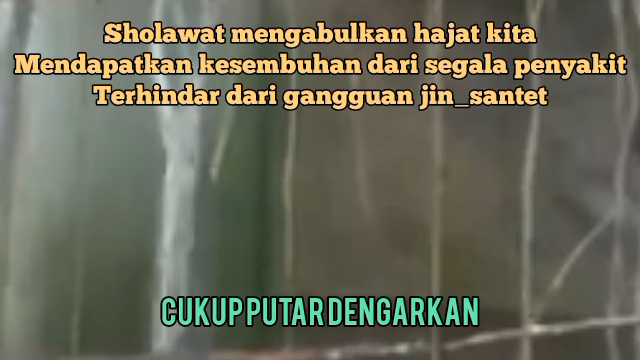 Sholawat mengabulkan hajat kita
Mendapatkan kesembuhan dari segala penyakit
Terhindar dari gangguan jin_santet
CUKUP PUTAR DENGARKAN